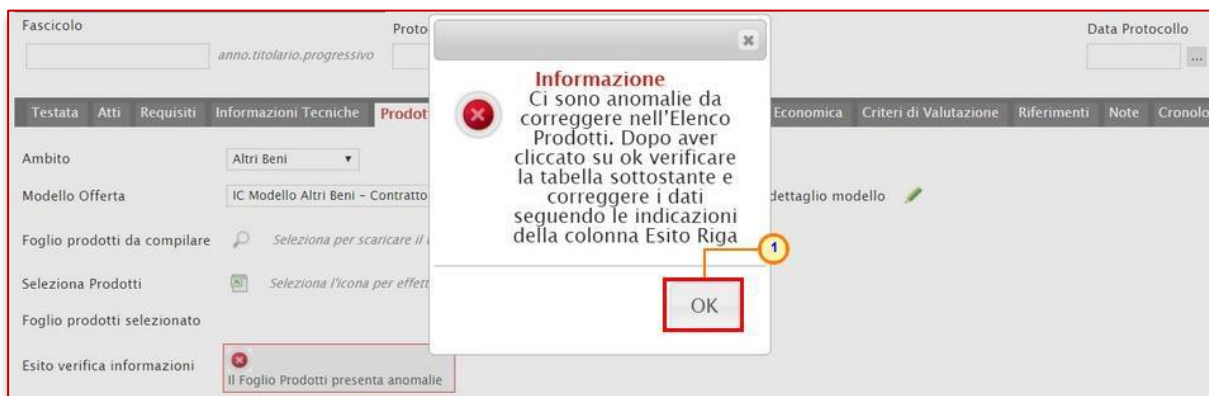 Fascicolo
Proto
Data Protocollo
anno.titolario.progressivo
...
Testata Atti Requisiti Informazioni Tecniche Prodot Economica Criteri di Valutazione Riferimenti Note Cronolo
Informazione
Ci sono anomalie da
correggere nell'Elenco
Prodotti. Dopo aver
cliccato su ok verificare
la tabella sottostante e
correggere i dati
seguendo le indicazioni
della colonna Esito Riga
1
OK
Ambito Altri Beni
Modello Offerta IC Modello Altri Beni - Contratto dettaglio modello
Foglio prodotti da compilare Seleziona per scaricare il
Seleziona Prodotti Seleziona l'icona per effett
Foglio prodotti selezionato
Esito verifica informazioni
Il Foglio Prodotti presenta anomalie